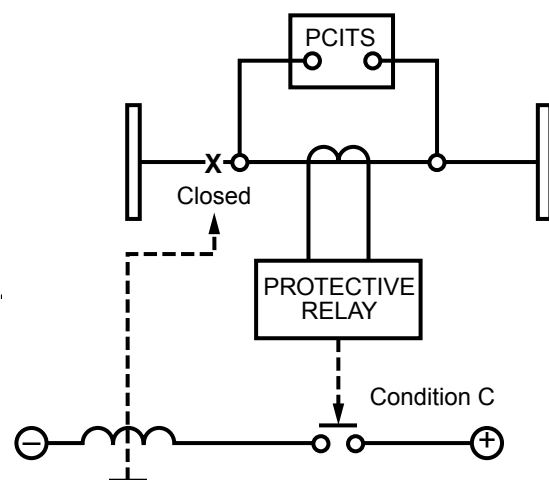 PCITS
X
Closed
PROTECTIVE
RELAY
Condition C
− +